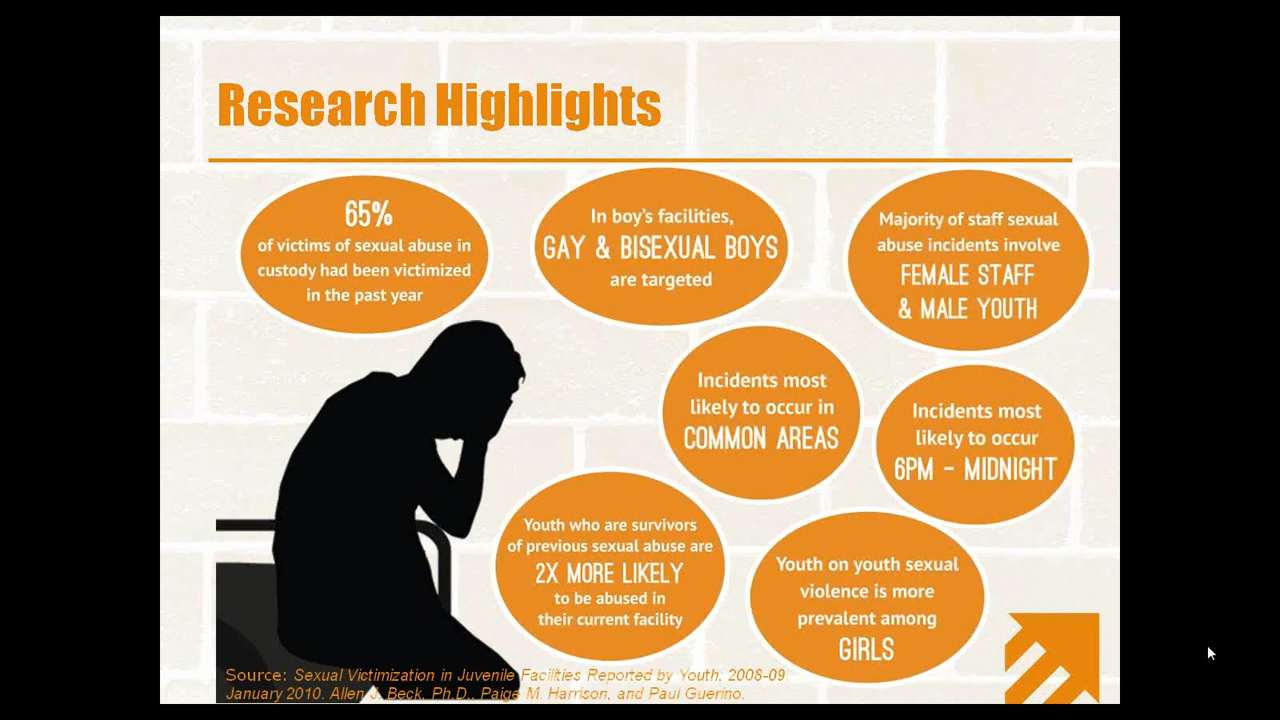 Research Highlights
65%
of victims of sexual abuse in
custody had been victimized
in the past year
In boy's facilities,
GAY & BISEXUAL BOYS
are targeted
Majority of staff sexual
abuse incidents involve
FEMALE STAFF
& MALE YOUTH
Incidents most
likely to occur in
COMMON AREAS
Incidents most
likely to occur
6PM - MIDNIGHT
Youth who are survivors
of previous sexual abuse are
2X MORE LIKELY
to be abused in
their current facility
Youth on youth sexual
violence is more
prevalent among
GIRLS
Source: Sexual Victimization in Juvenile Facilities Reported by Youth, 2008-09
January 2010. Allen J. Beck, Ph.D., Paige M. Harrison, and Paul Guerino.